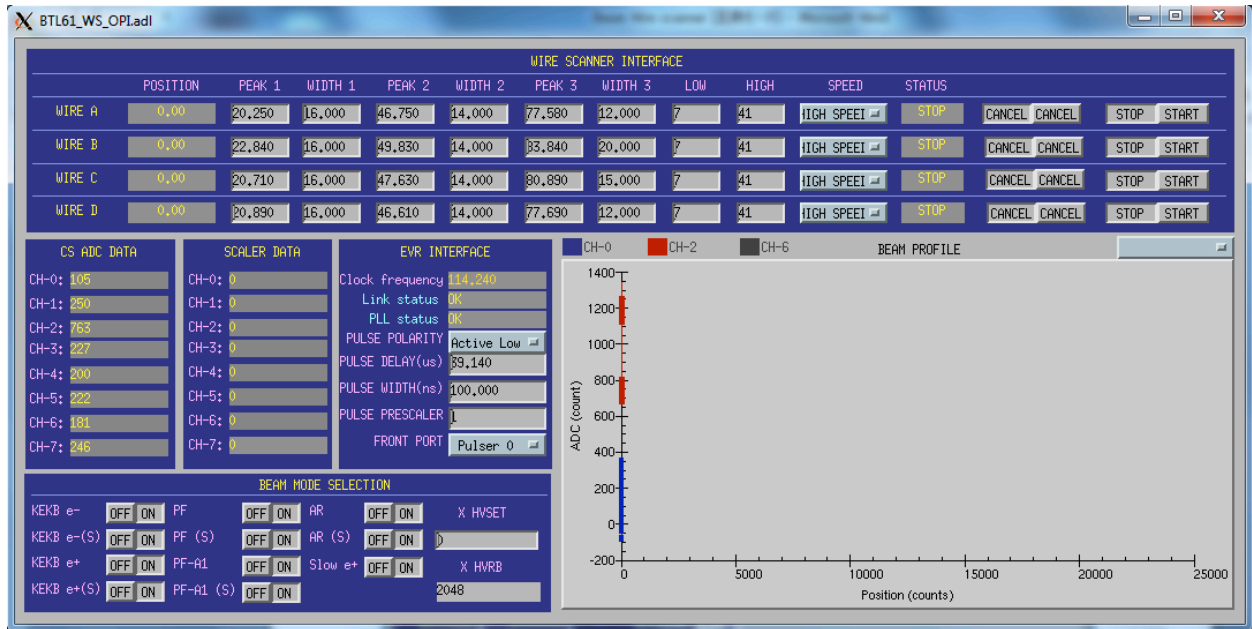 BTL61_WS_OPI.adl
WIRE SCANNER INTERFACE
POSITION PEAK 1 WIDTH 1 PEAK 2 WIDTH 2 PEAK 3 WIDTH 3 LOW HIGH SPEED STATUS
WIRE A 0.00 20.250 16.000 46.750 14.000 77.580 12.000 7 41 HIGH SPEEI STOP CANCEL CANCEL STOP START
WIRE B 0.00 22.840 16.000 49.830 14.000 83.840 20.000 7 41 HIGH SPEEI STOP CANCEL CANCEL STOP START
WIRE C 0.00 20.710 16.000 47.630 14.000 80.890 15.000 7 41 HIGH SPEEI STOP CANCEL CANCEL STOP START
WIRE D 0.00 20.890 16.000 46.610 14.000 77.690 12.000 7 41 HIGH SPEEI STOP CANCEL CANCEL STOP START
CS ADC DATA
CH-0: 105
CH-1: 250
CH-2: 763
CH-3: 227
CH-4: 200
CH-5: 222
CH-6: 181
CH-7: 246
SCALER DATA
CH-0: 0
CH-1: 0
CH-2: 0
CH-3: 0
CH-4: 0
CH-5: 0
CH-6: 0
CH-7: 0
EVR INTERFACE
Clock frequency 114.240
Link status OK
PLL status OK
PULSE POLARITY Active Low
PULSE DELAY(us) 39.140
PULSE WIDTH(ns) 100.000
PULSE PRESCALER 1
FRONT PORT Pulser 0
BEAM MODE SELECTION
KEKB e- OFF ON PF OFF ON AR OFF ON X HVSET
KEKB e-(S) OFF ON PF (S) OFF ON AR (S) OFF ON 0
KEKB e+ OFF ON PF-A1 OFF ON Slow e+ OFF ON X HVRB
KEKB e+(S) OFF ON PF-A1 (S) OFF ON 2048
CH-0 CH-2 CH-6 BEAM PROFILE
ADC (count)
1400
1200
1000
800
600
400
200
0
-200
0 5000 10000 15000 20000 25000
Position (counts)